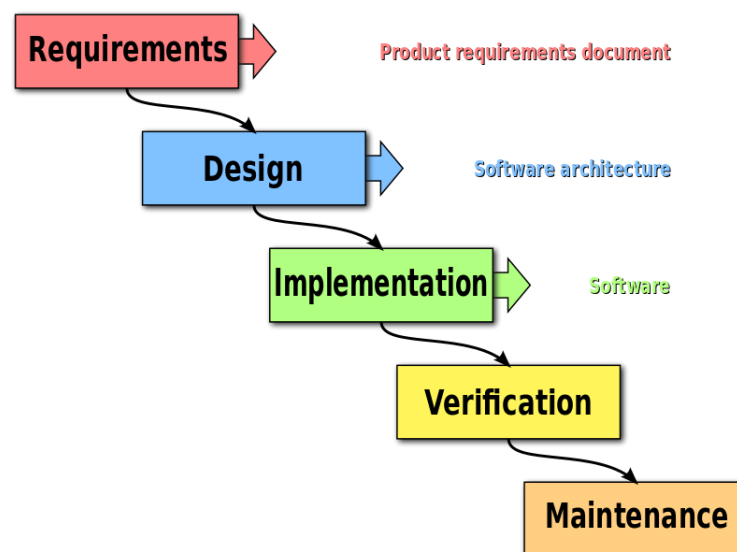 Requirements
Product requirements document
Design
Software architecture
Implementation
Software
Verification
Maintenance